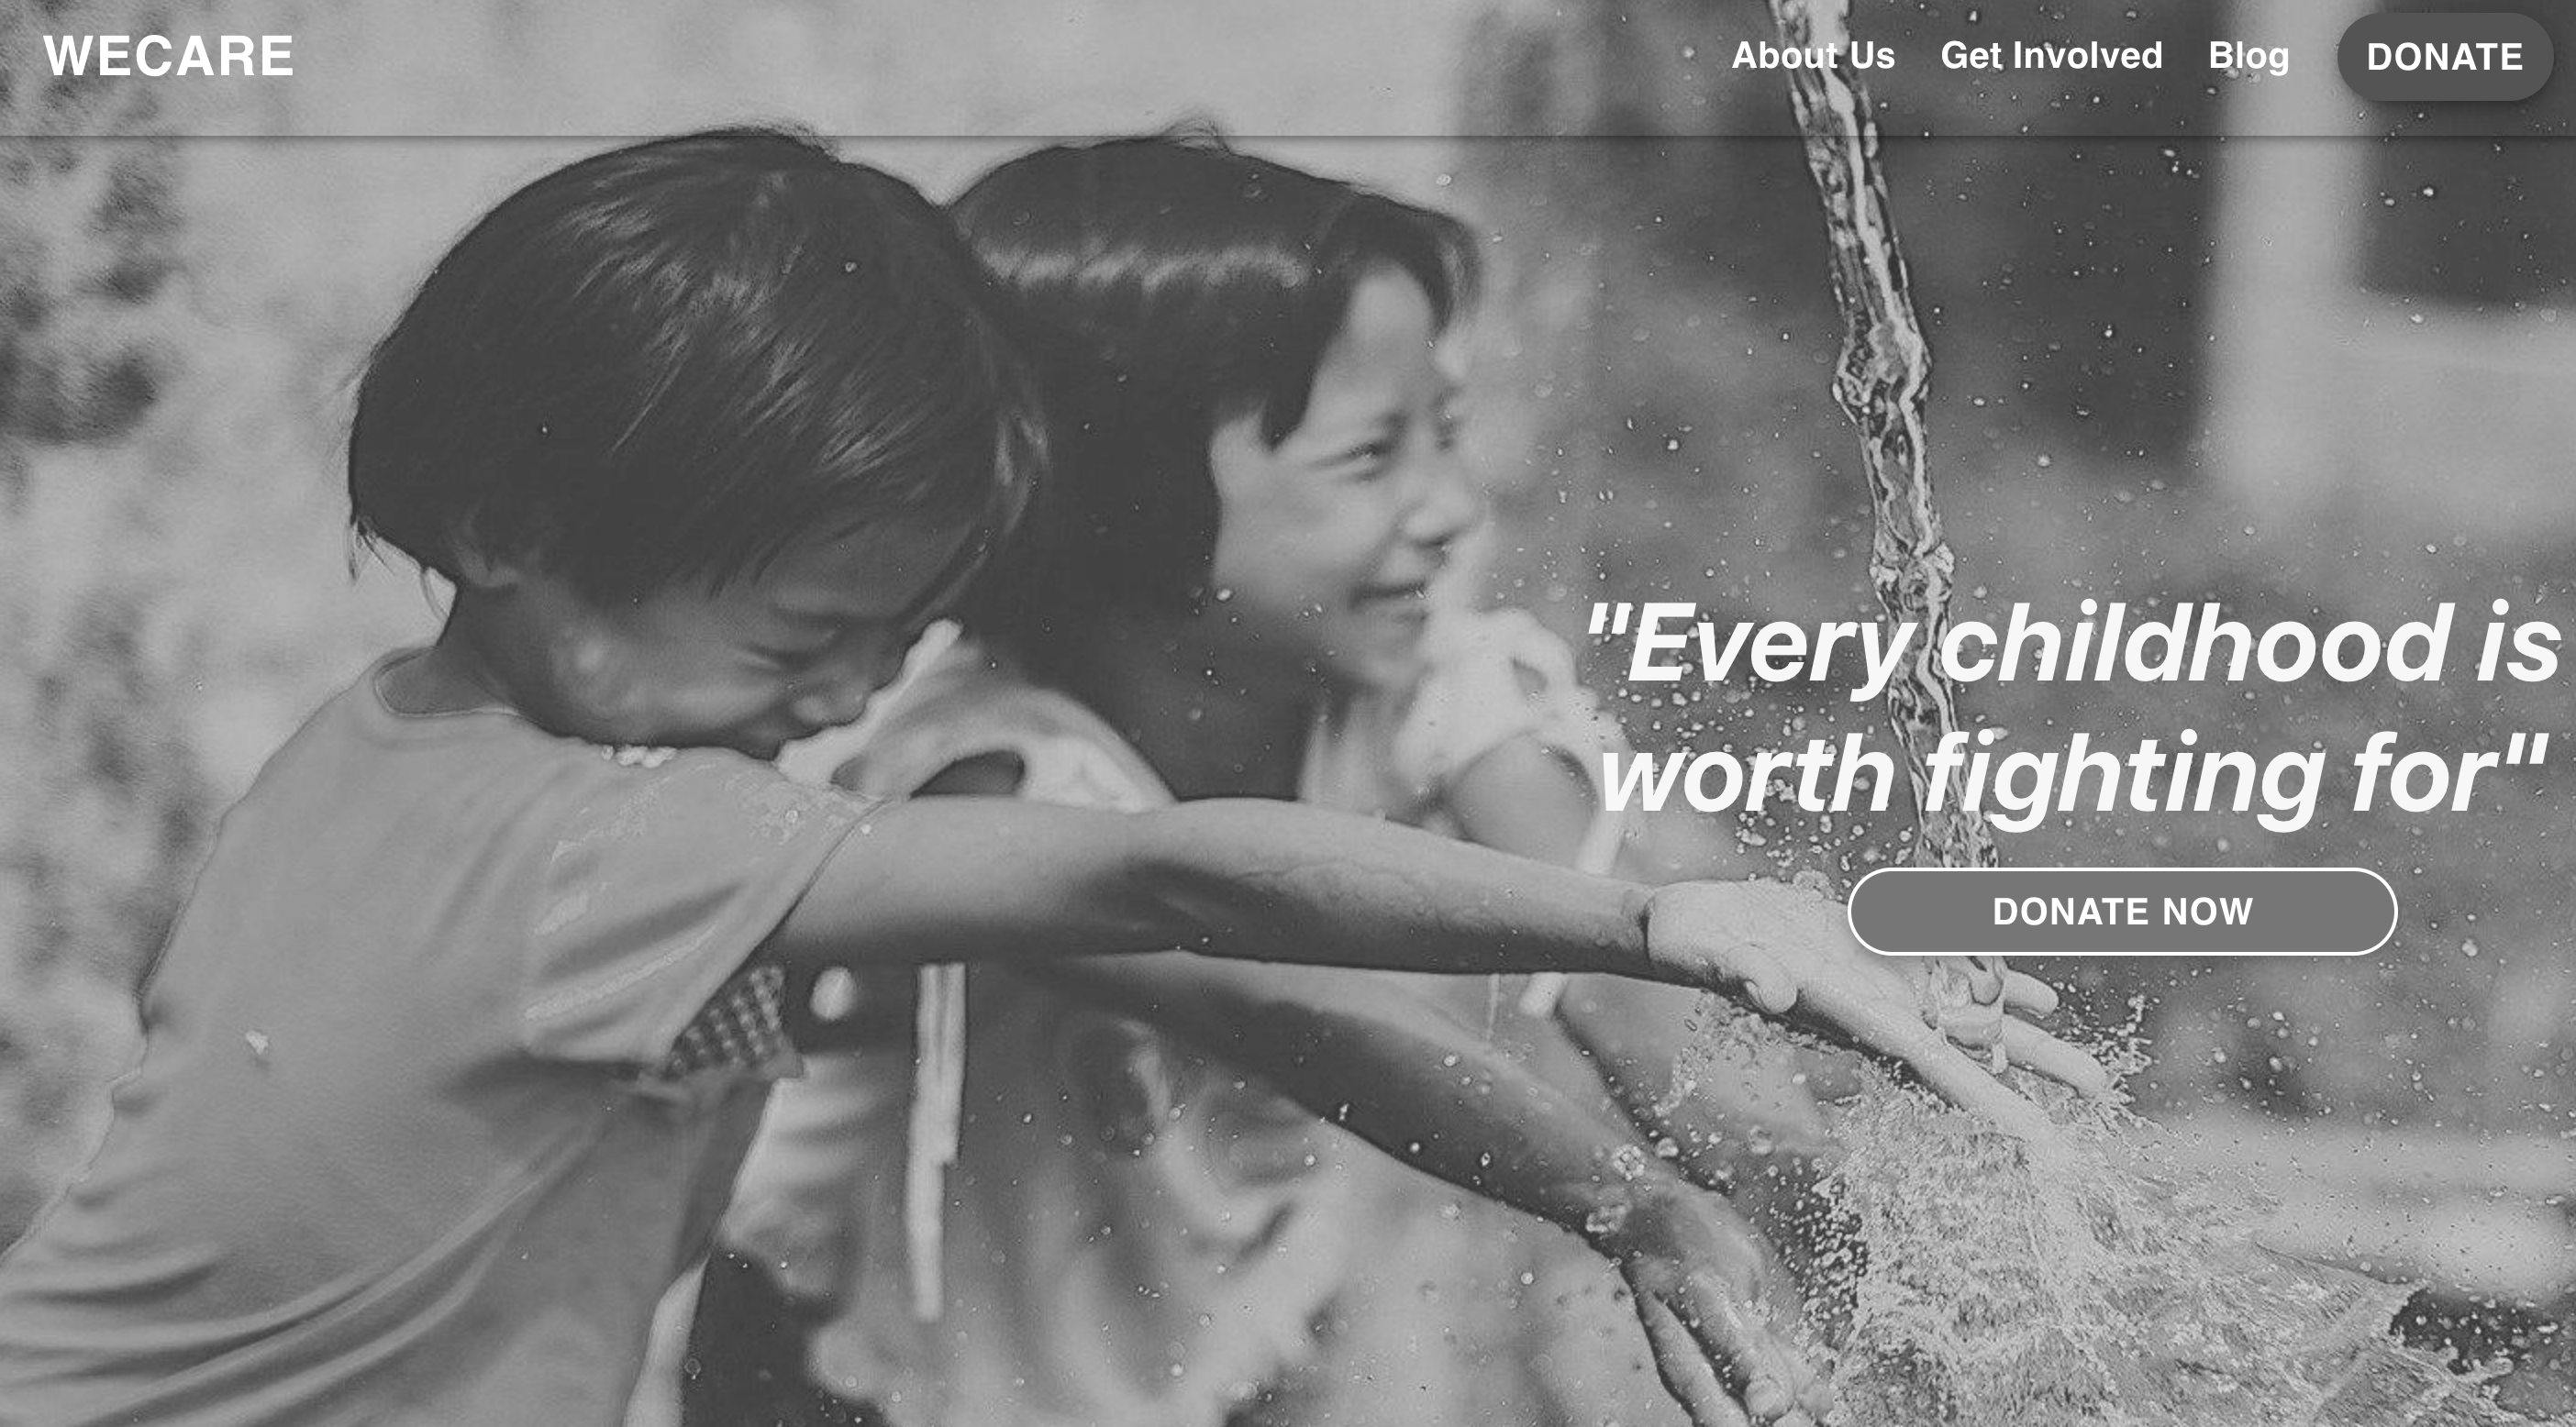 WECARE
About Us
Get Involved
Blog
DONATE
"Every childhood is
worth fighting for"
DONATE NOW